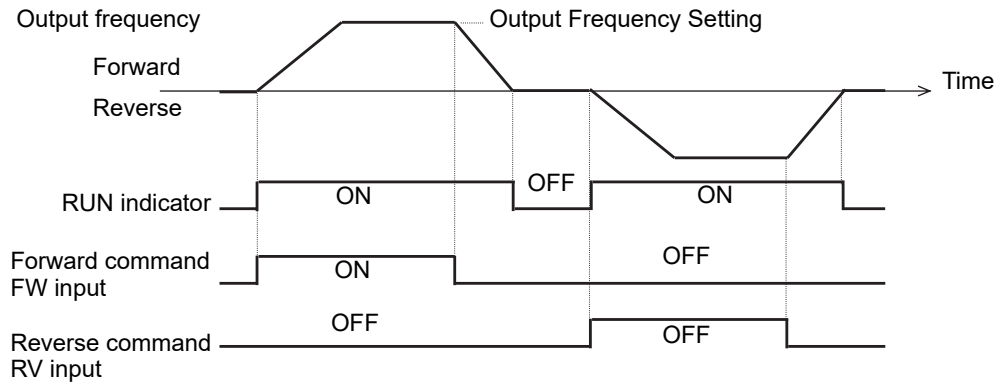 Output frequency
Output Frequency Setting
Forward
Time
Reverse
OFF
RUN indicator
ON
ON
Forward command
FW input
ON
OFF
OFF
Reverse command
RV input
OFF